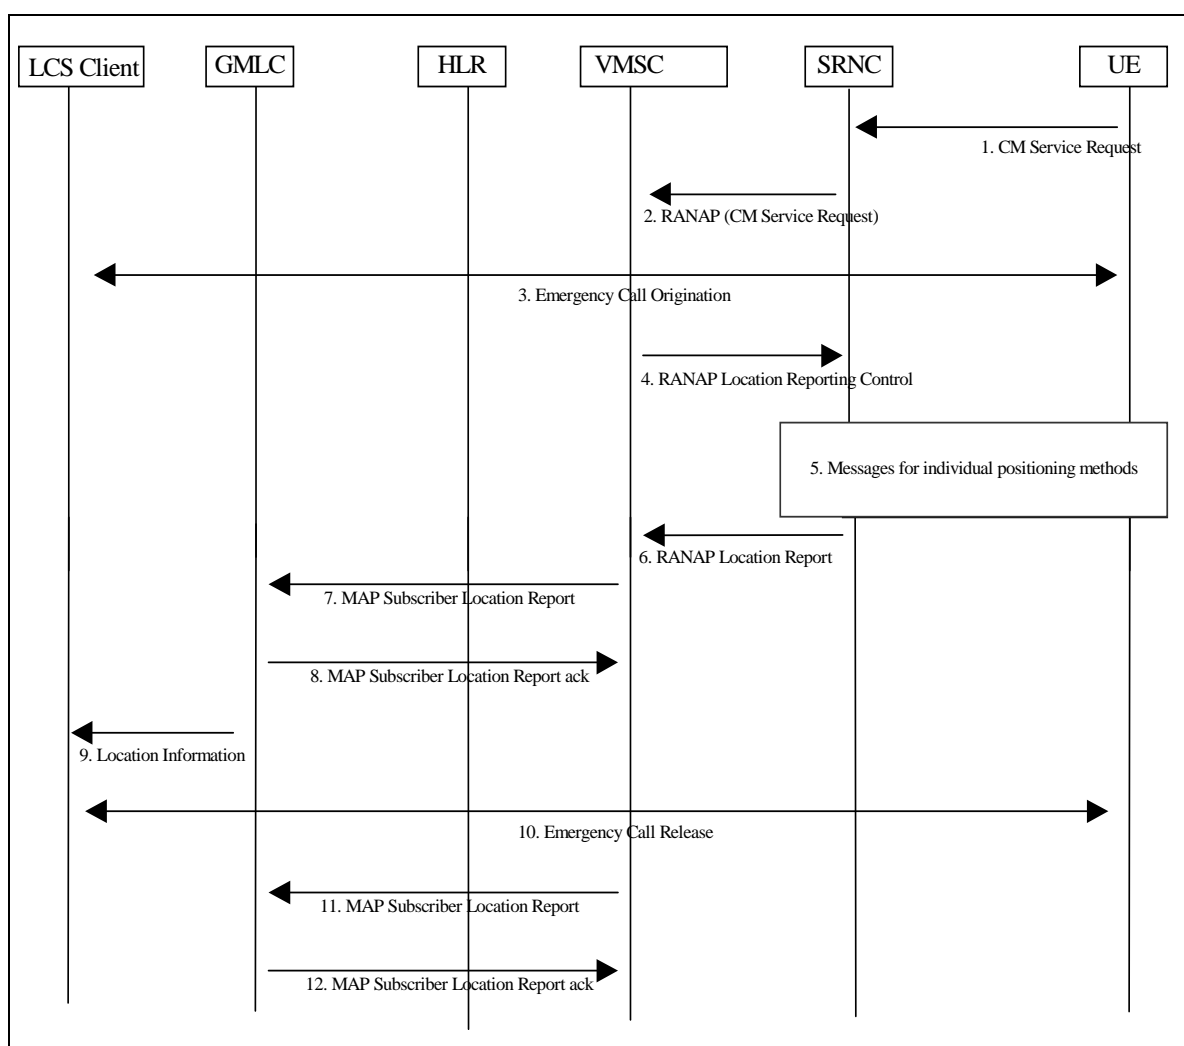 LCS Client
GMLC
HLR
VMSC
SRNC
UE
1. CM Service Request
2. RANAP (CM Service Request)
3. Emergency Call Origination
4. RANAP Location Reporting Control
5. Messages for individual positioning methods
6. RANAP Location Report
7. MAP Subscriber Location Report
8. MAP Subscriber Location Report ack
9. Location Information
10. Emergency Call Release
11. MAP Subscriber Location Report
12. MAP Subscriber Location Report ack